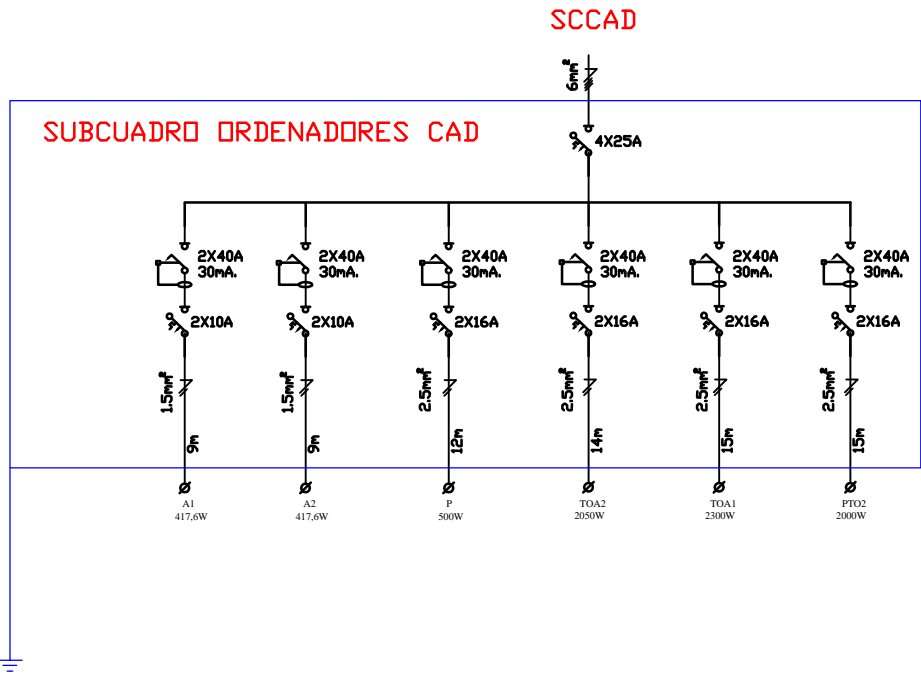 SCCAD
6mm²
SUBCUADRO ORDENADORES CAD
4X25A
2X40A
30mA.
2X40A
30mA.
2X40A
30mA.
2X40A
30mA.
2X40A
30mA.
2X40A
30mA.
2X10A
2X10A
2X16A
2X16A
2X16A
2X16A
1.5mm²
1.5mm²
2.5mm²
2.5mm²
2.5mm²
2.5mm²
9m
9m
12m
14m
15m
15m
A1
417,6W
A2
417,6W
P
500W
TOA2
2050W
TOA1
2300W
PTO2
2000W